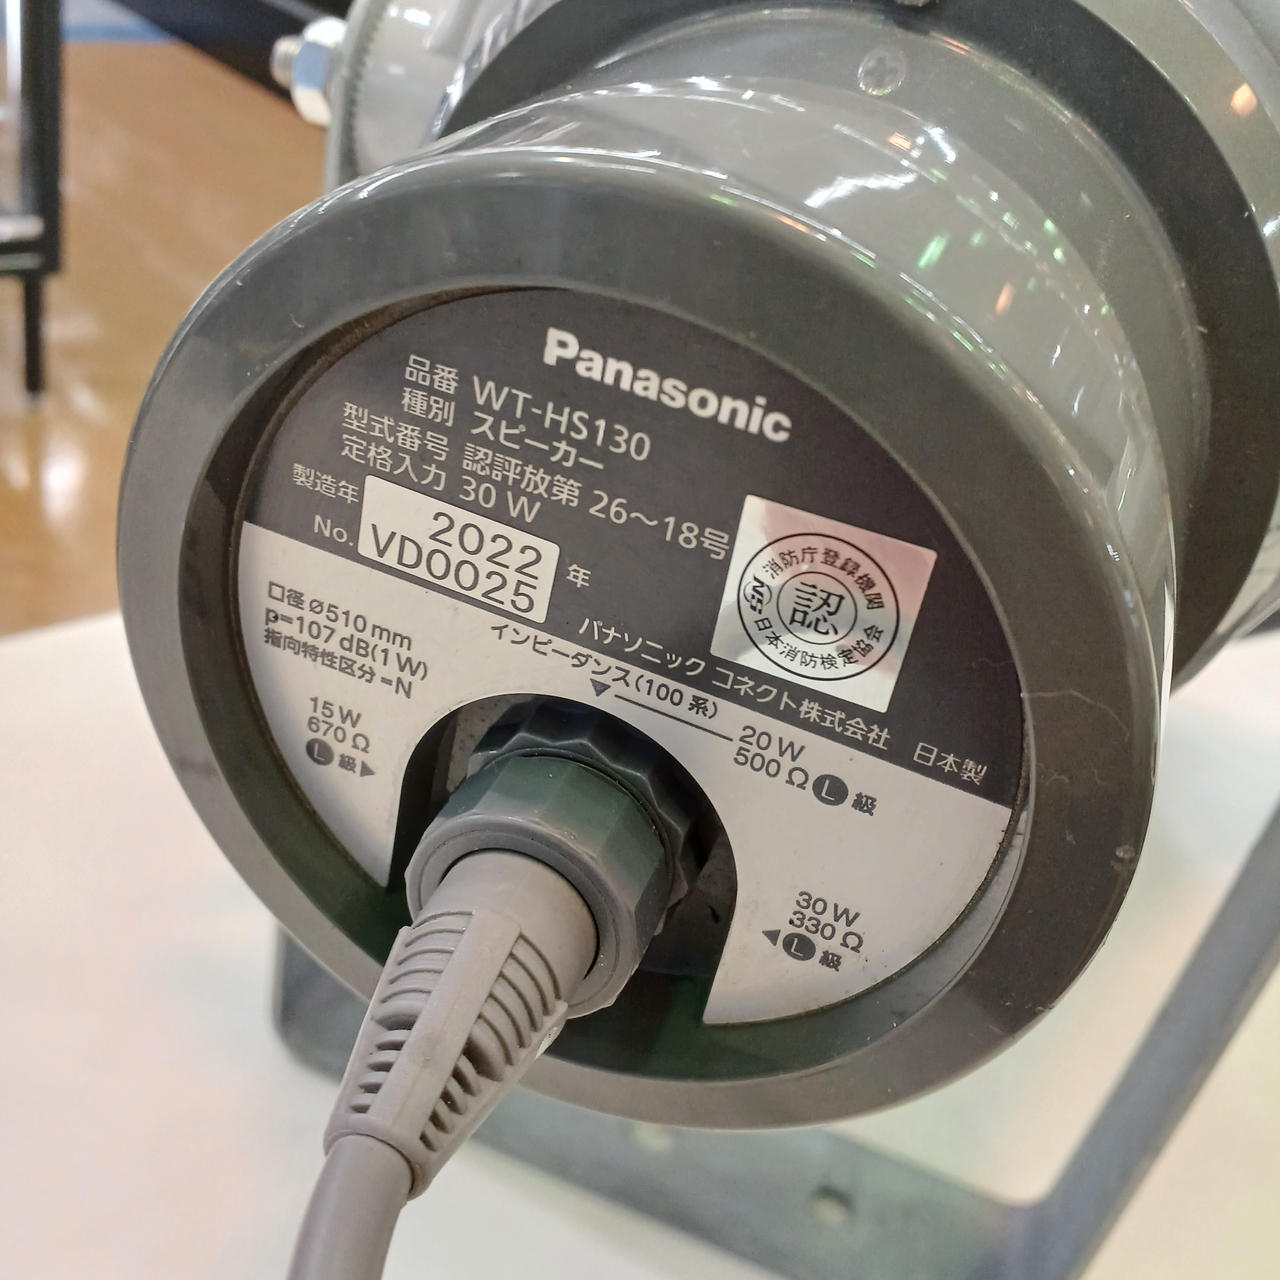 Panasonic
品番 WT-HS130
種別 スピーカー
型式番号 認評放第 26～18号
定格入力 30 W
製造年 2022 年
No. VD0025
パナソニック コネクト株式会社 日本製
消防庁登録機関
認
NS
日本消防検定協会
口径 ø510 mm
p=107 dB(1 W)
指向特性区分=N
インピーダンス(100 系)
15 W
670 Ω
L 級▶
20 W
500 Ω L 級
30 W
330 Ω
◀ L 級